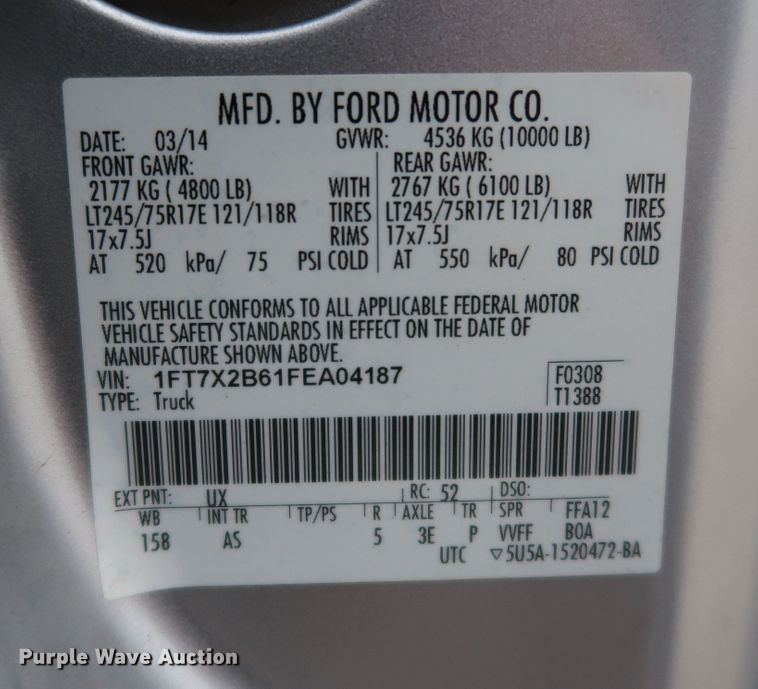 MFD. BY FORD MOTOR CO.
DATE: 03/14 GVWR: 4536 KG (10000 LB)
FRONT GAWR: REAR GAWR:
2177 KG ( 4800 LB) WITH 2767 KG ( 6100 LB) WITH
LT245/75R17E 121/118R TIRES LT245/75R17E 121/118R TIRES
17x7.5J RIMS 17x7.5J RIMS
AT 520 kPa/ 75 PSI COLD AT 550 kPa/ 80 PSI COLD
THIS VEHICLE CONFORMS TO ALL APPLICABLE FEDERAL MOTOR
VEHICLE SAFETY STANDARDS IN EFFECT ON THE DATE OF
MANUFACTURE SHOWN ABOVE.
VIN: 1FT7X2B61FEA04187 F0308
TYPE: Truck T1388
EXT PNT: UX RC: 52 DSO:
WB INT TR TP/PS R AXLE TR SPR FFA12
158 AS 5 3E P VVFF BOA
UTC ▽5U5A-1520472-BA
Purple Wave Auction